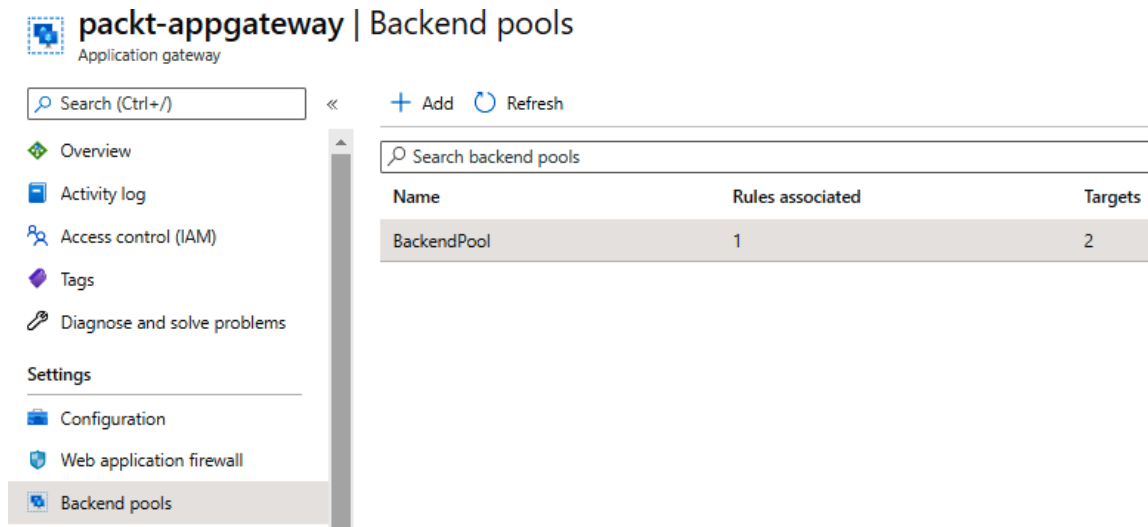 packt-appgateway | Backend pools
Application gateway
Search (Ctrl+/)
«
Overview
Activity log
Access control (IAM)
Tags
Diagnose and solve problems
Settings
Configuration
Web application firewall
Backend pools
+ Add Refresh
Search backend pools
Name Rules associated Targets
BackendPool 1 2